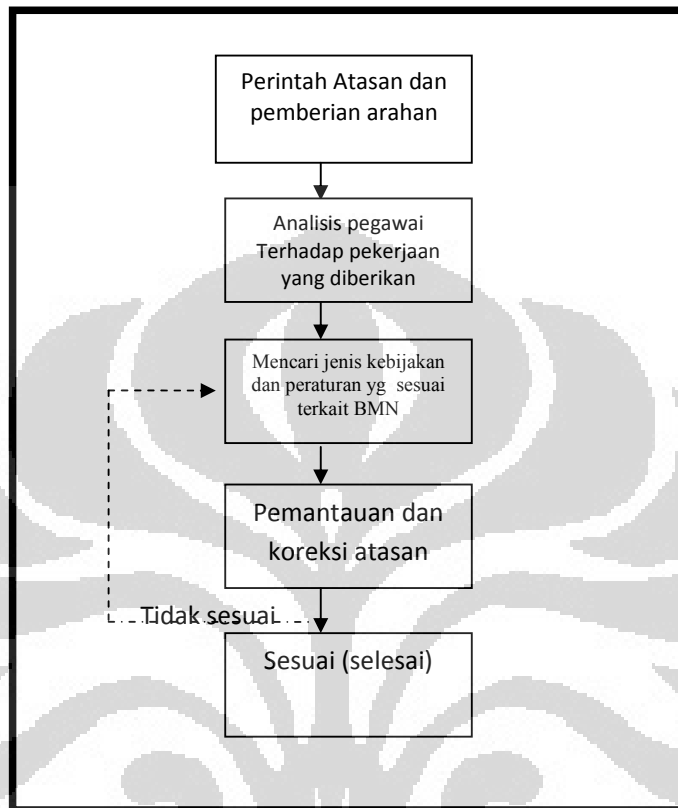 Perintah Atasan dan
pemberian arahan
Analisis pegawai
Terhadap pekerjaan
yang diberikan
Mencari jenis kebijakan
dan peraturan yg sesuai
terkait BMN
Pemantauan dan
koreksi atasan
Tidak sesuai
Sesuai (selesai)